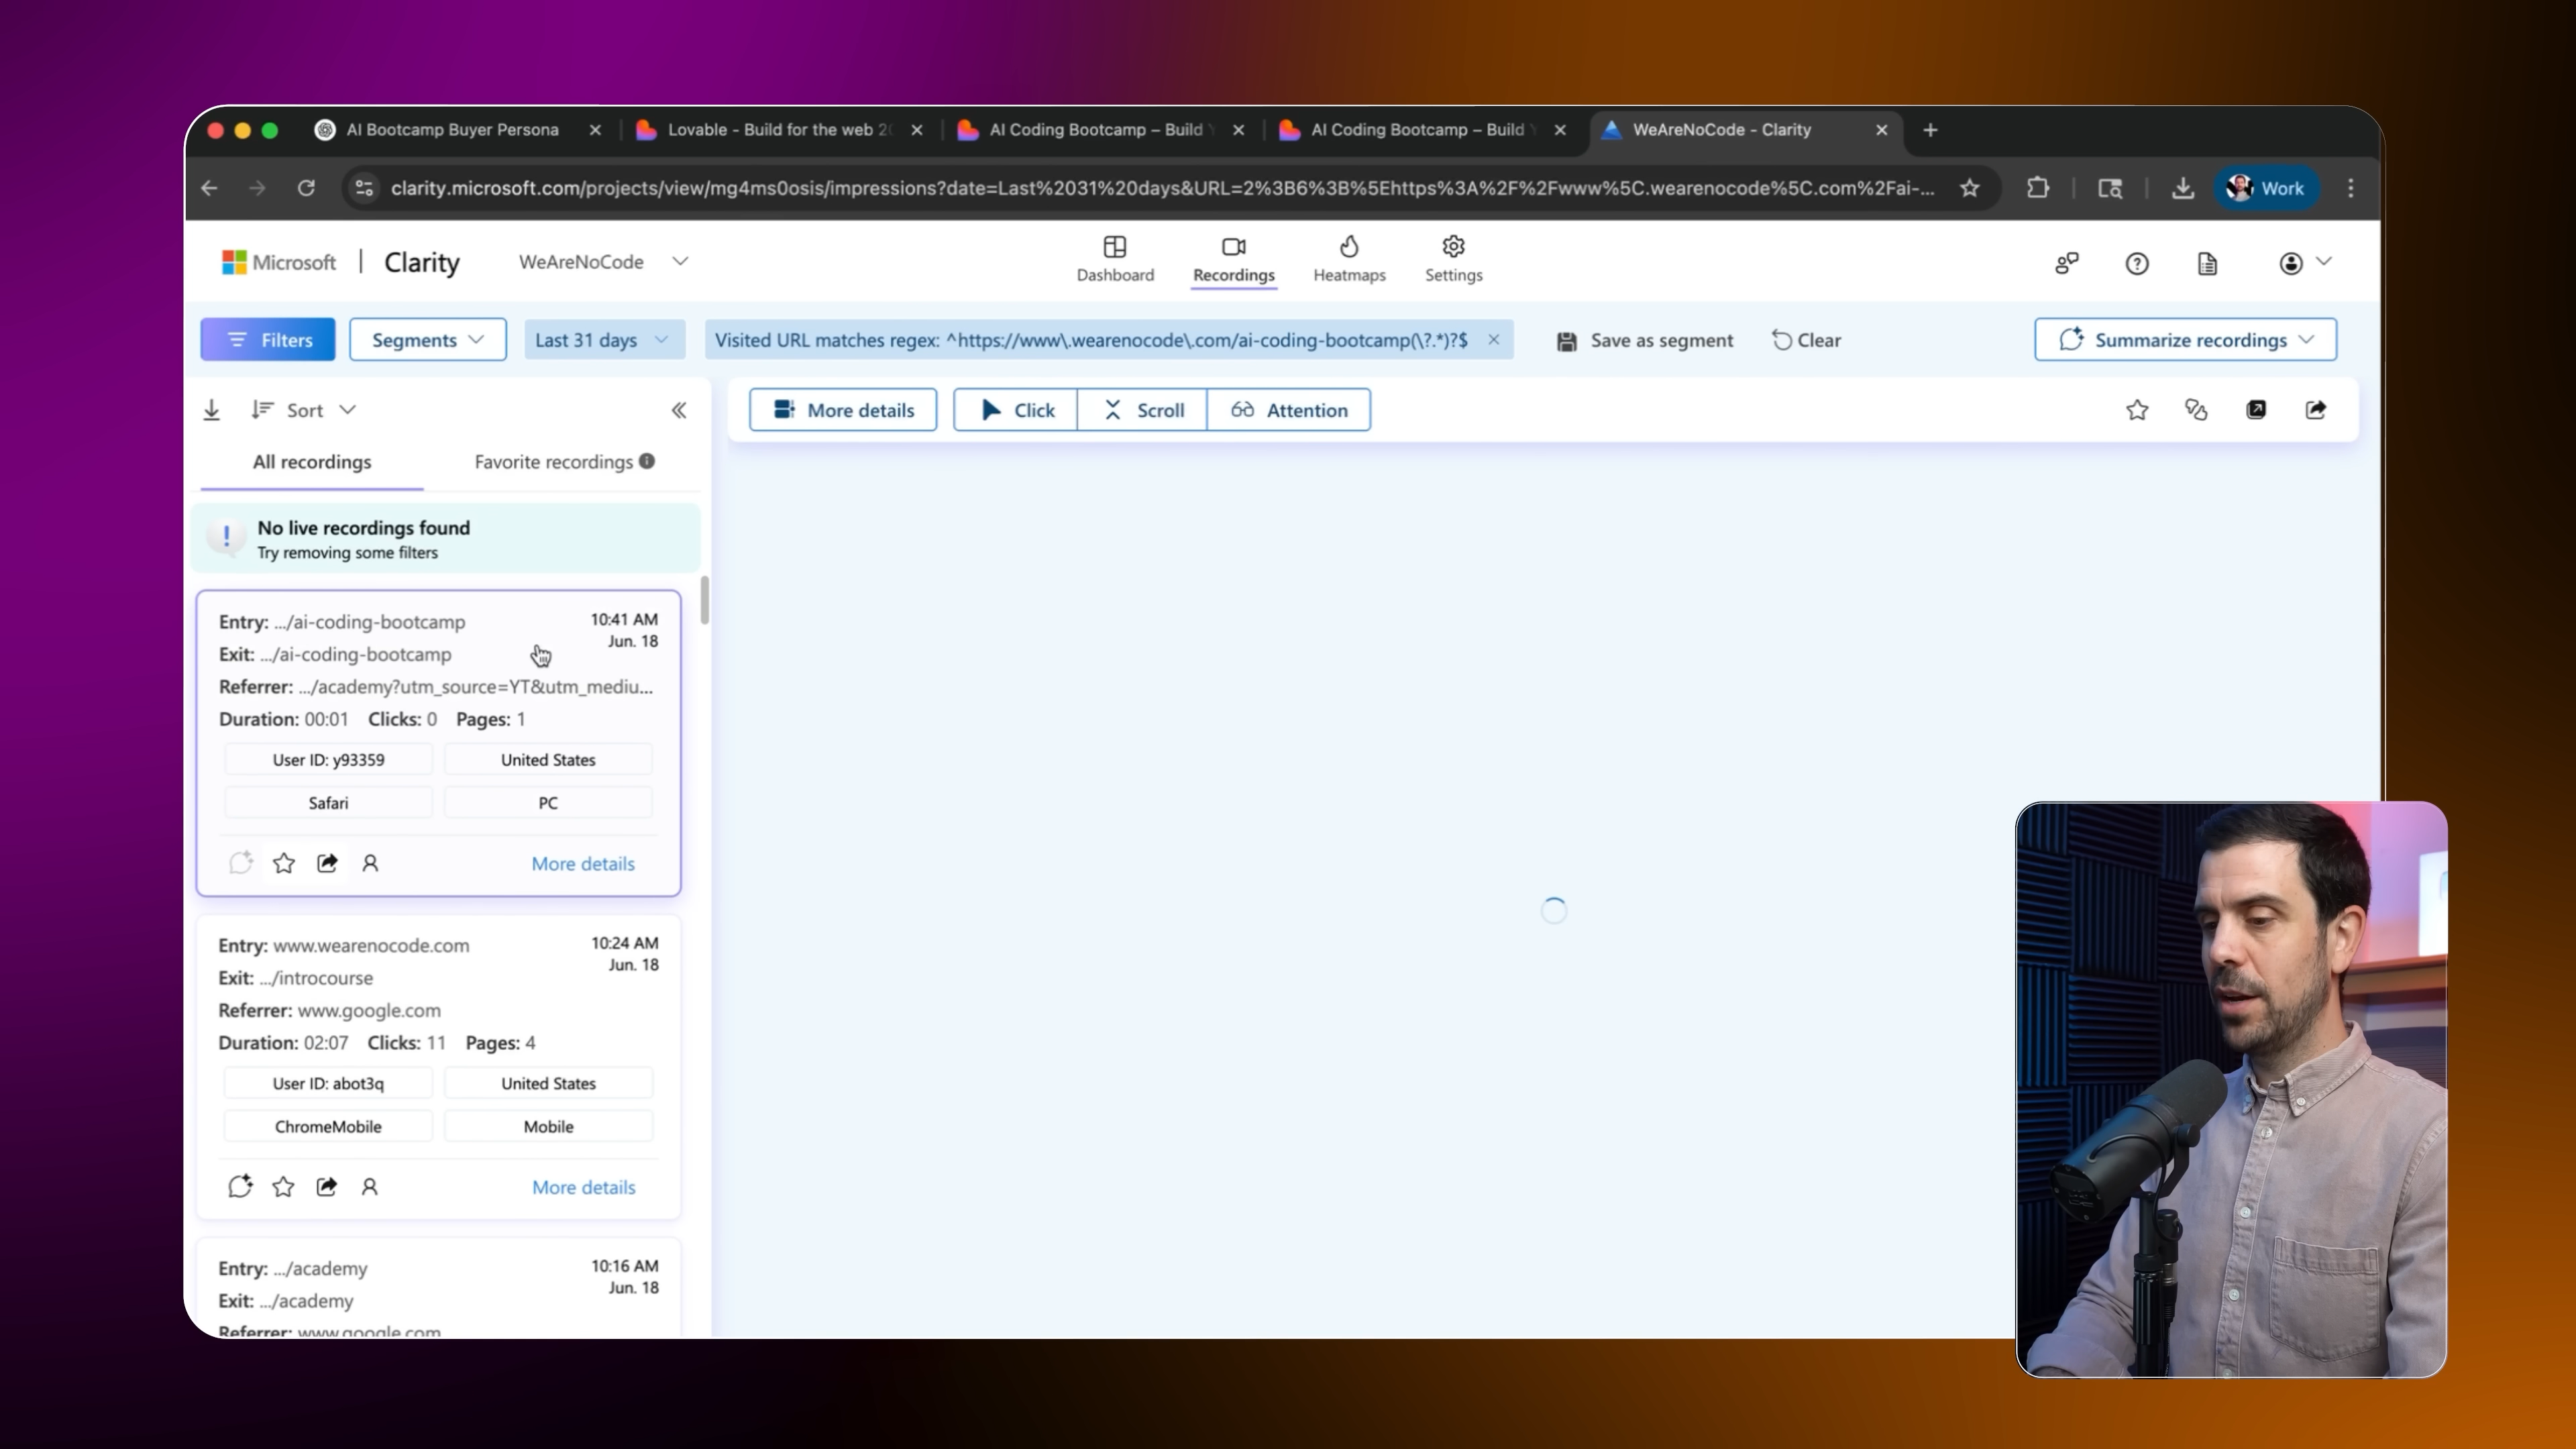 AI Bootcamp Buyer Persona
Lovable - Build for the web 2
AI Coding Bootcamp – Build
AI Coding Bootcamp – Build
WeAreNoCode - Clarity
clarity.microsoft.com/projects/view/mg4ms0osis/impressions?date=Last%2031%20days&URL=2%3B6%3B%5Ehttps%3A%2F%2Fwww%5C.wearenocode%5C.com%2Fai-...
Work
Microsoft | Clarity
WeAreNoCode
Dashboard
Recordings
Heatmaps
Settings
Filters
Segments
Last 31 days
Visited URL matches regex: ^https://www\.wearenocode\.com/ai-coding-bootcamp(\?.*)?$
Save as segment
Clear
Summarize recordings
Sort
More details
Click
Scroll
Attention
All recordings
Favorite recordings
No live recordings found
Try removing some filters
Entry: .../ai-coding-bootcamp
10:41 AM
Jun. 18
Exit: .../ai-coding-bootcamp
Referrer: .../academy?utm_source=YT&utm_mediu...
Duration: 00:01 Clicks: 0 Pages: 1
User ID: y93359
United States
Safari
PC
More details
Entry: www.wearenocode.com
10:24 AM
Jun. 18
Exit: .../introcourse
Referrer: www.google.com
Duration: 02:07 Clicks: 11 Pages: 4
User ID: abot3q
United States
ChromeMobile
Mobile
More details
Entry: .../academy
10:16 AM
Jun. 18
Exit: .../academy
Referrer: www.google.com